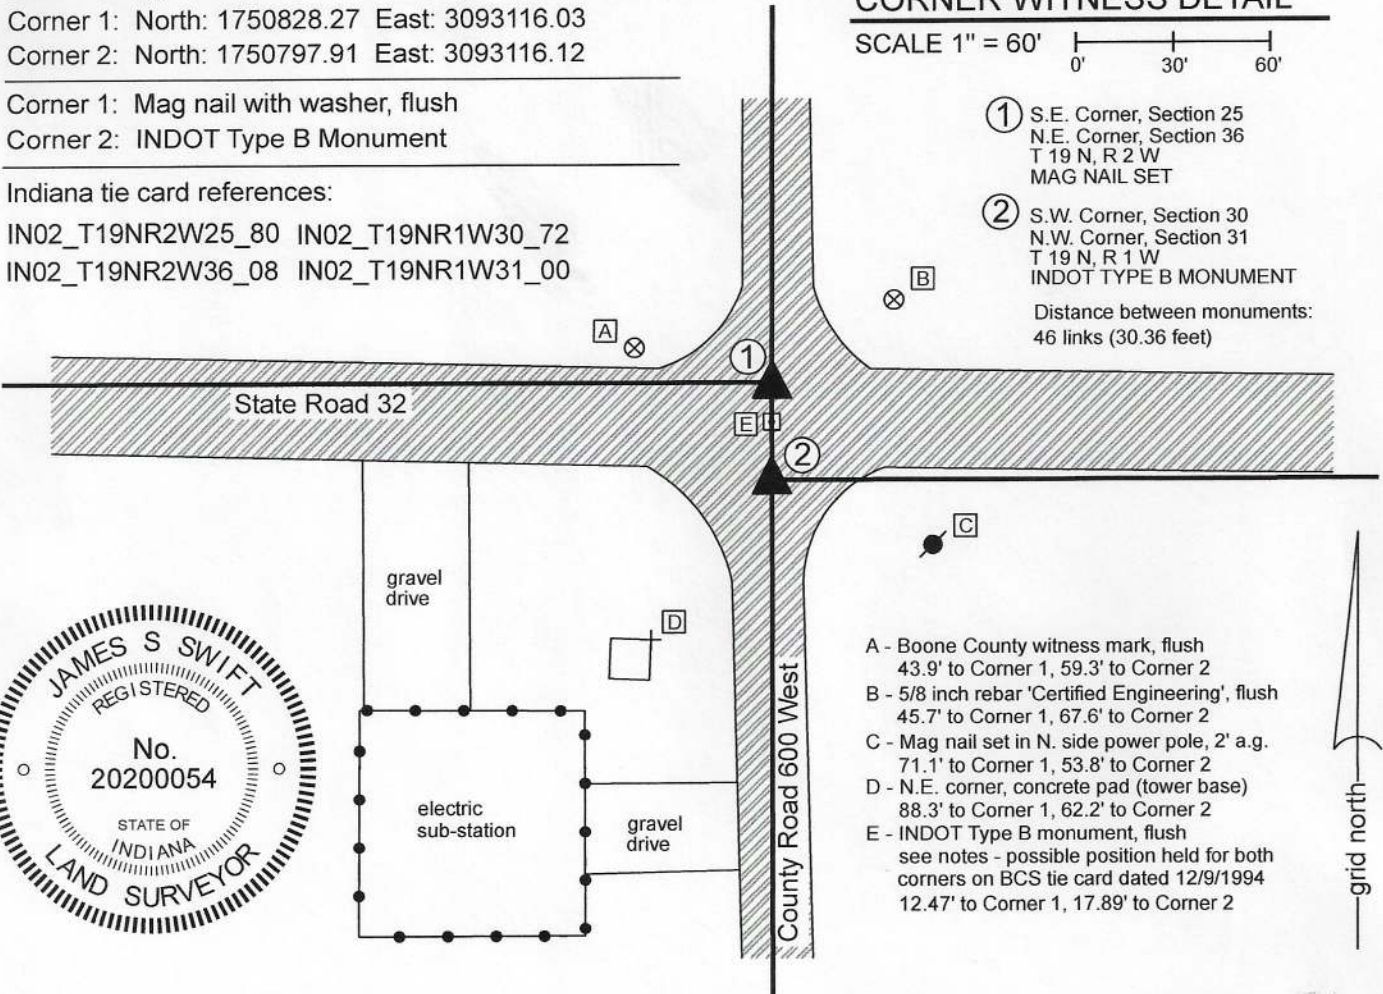 Corner 1: North: 1750828.27 East: 3093116.03
Corner 2: North: 1750797.91 East: 3093116.12
Corner 1: Mag nail with washer, flush
Corner 2: INDOT Type B Monument
Indiana tie card references:
IN02_T19NR2W25_80 IN02_T19NR1W30_72
IN02_T19NR2W36_08 IN02_T19NR1W31_00
CORNER WITNESS DETAIL
SCALE 1" = 60'
0' 30' 60'
1 S.E. Corner, Section 25
N.E. Corner, Section 36
T 19 N, R 2 W
MAG NAIL SET
2 S.W. Corner, Section 30
N.W. Corner, Section 31
T 19 N, R 1 W
INDOT TYPE B MONUMENT
Distance between monuments:
46 links (30.36 feet)
B
A
1
State Road 32
E
2
C
gravel
drive
D
electric
sub-station
gravel
drive
County Road 600 West
JAMES S SWIFT
REGISTERED
No.
20200054
STATE OF
INDIANA
LAND SURVEYOR
A - Boone County witness mark, flush
43.9' to Corner 1, 59.3' to Corner 2
B - 5/8 inch rebar 'Certified Engineering', flush
45.7' to Corner 1, 67.6' to Corner 2
C - Mag nail set in N. side power pole, 2' a.g.
71.1' to Corner 1, 53.8' to Corner 2
D - N.E. corner, concrete pad (tower base)
88.3' to Corner 1, 62.2' to Corner 2
E - INDOT Type B monument, flush
see notes - possible position held for both
corners on BCS tie card dated 12/9/1994
12.47' to Corner 1, 17.89' to Corner 2
grid north